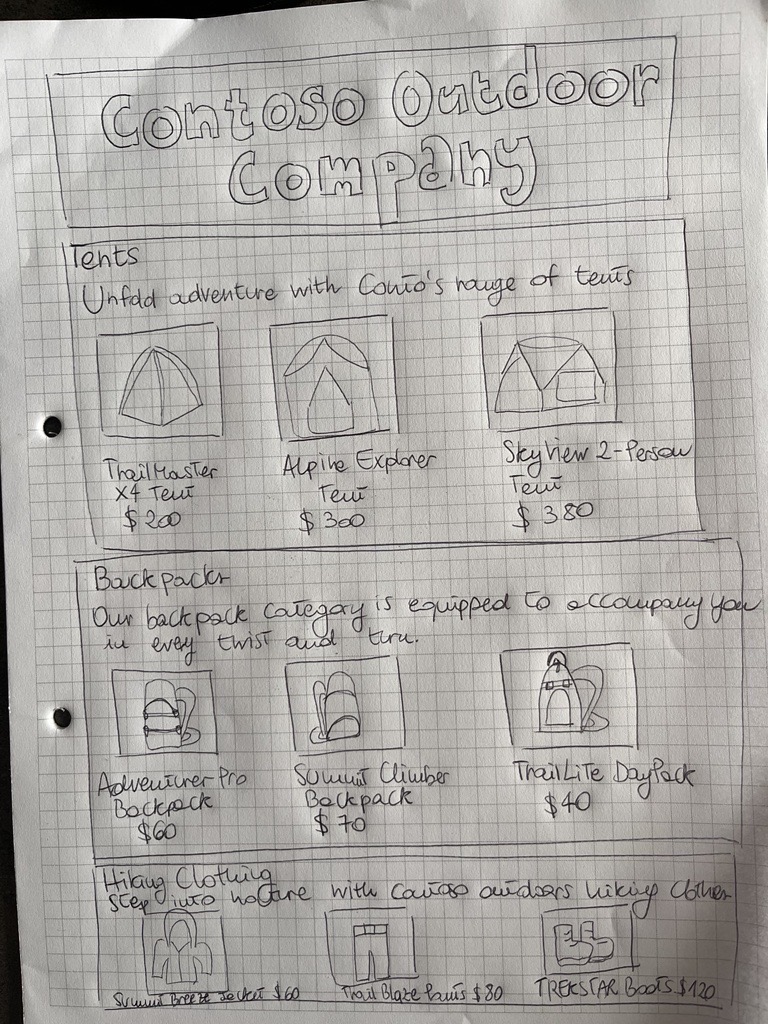 Contoso Outdoor
Company
Tents
Unfold adventure with Conto's range of tents
TrailMaster
X4 Tent
$200
Alpine Explorer
Tent
$300
SkyView 2-Person
Tent
$380
Backpacks
Our backpack category is equipped to accompany you
in every twist and turn.
Adventurer Pro
Backpack
$60
Summit Climber
Backpack
$70
TrailLite DayPack
$40
Hiking Clothing
Step into nature with Contoso outdoors hiking clothes
Summit Breeze Jacket $60
Trail Blaze Pants $80
TREKSTAR Boots $120